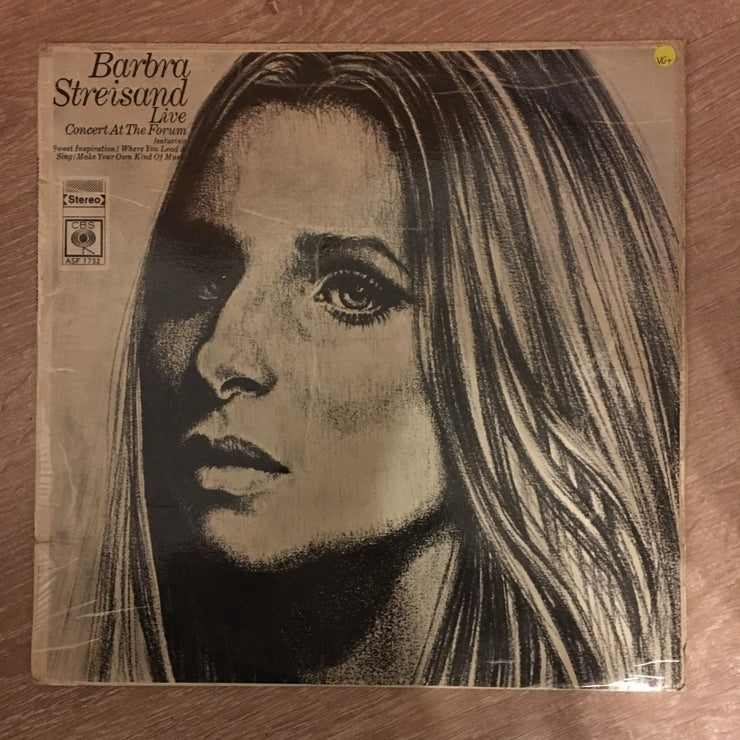 Barbra
Streisand
Live
Concert At The Forum
featuring
Sweet Inspiration / Where You Lead
Sing / Make Your Own Kind Of
Stereo
CBS
ASF 1732
VG+